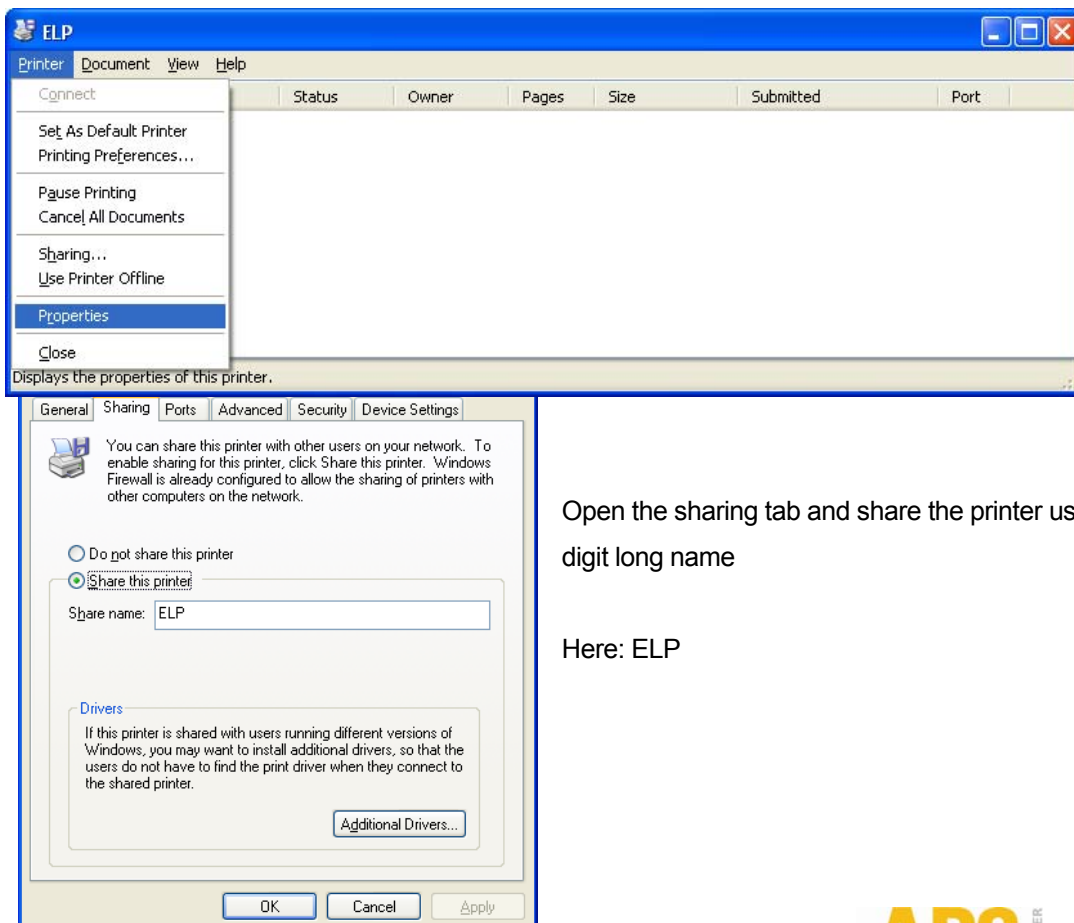 ELP
Printer Document View Help
Connect
Status Owner Pages Size Submitted Port
Set As Default Printer
Printing Preferences...
Pause Printing
Cancel All Documents
Sharing...
Use Printer Offline
Properties
Close
Displays the properties of this printer.
General Sharing Ports Advanced Security Device Settings
You can share this printer with other users on your network. To
enable sharing for this printer, click Share this printer. Windows
Firewall is already configured to allow the sharing of printers with
other computers on the network.
Do not share this printer
Share this printer
Share name: ELP
Drivers
If this printer is shared with users running different versions of
Windows, you may want to install additional drivers, so that the
users do not have to find the print driver when they connect to
the shared printer.
Additional Drivers...
OK Cancel Apply
Open the sharing tab and share the printer us
digit long name
Here: ELP